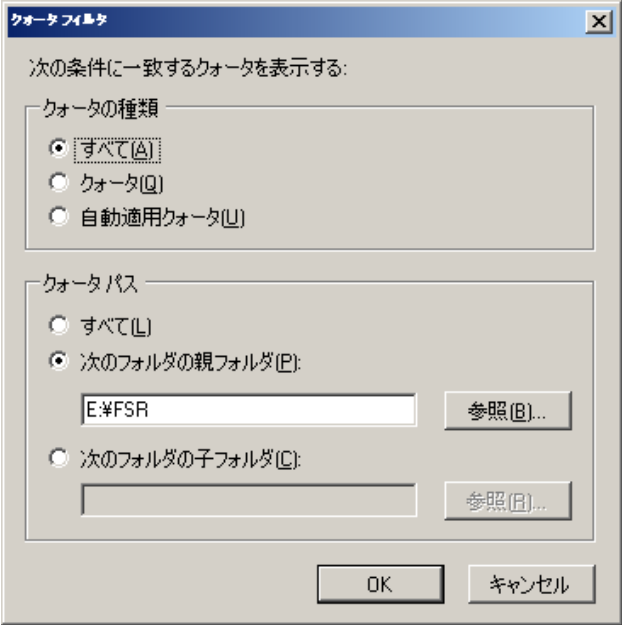 クォータ フィルタ
次の条件に一致するクォータを表示する:
クォータの種類
すべて(A)
クォータ(Q)
自動適用クォータ(U)
クォータ パス
すべて(L)
次のフォルダの親フォルダ(P):
E:¥FSR
参照(B)...
次のフォルダの子フォルダ(C):
参照(R)...
OK
キャンセル